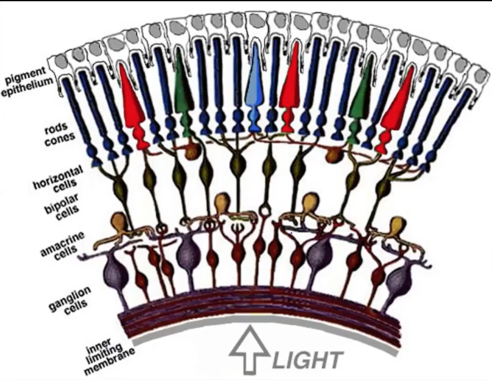 pigment
epithelium
rods
cones
horizontal
cells
bipolar
cells
amacrine
cells
ganglion
cells
inner
limiting
membrane
LIGHT